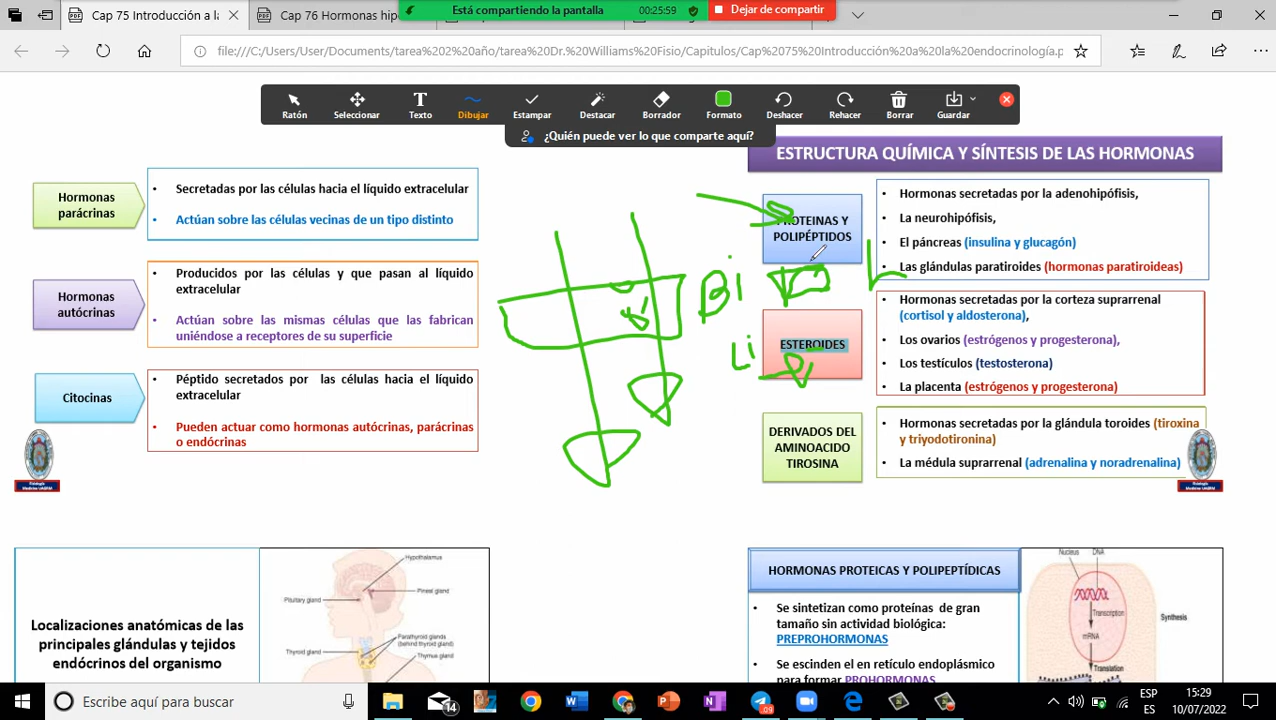 Cap 75 Introducción a l
Cap 76 Hormonas hip
Está compartiendo la pantalla
00:25:59
Dejar de compartir
file:///C:/Users/User/Documents/tarea%202%20año/tarea%20Dr.%20Williams%20Fisio/Capitulos/Cap%2075%20Introducción%20a%20la%20endocrinología.p
Ratón
Seleccionar
Texto
Dibujar
Estampar
Destacar
Borrador
Formato
Deshacer
Rehacer
Borrar
Guardar
¿Quién puede ver lo que comparte aquí?
Hormonas
parácrinas
• Secretadas por las células hacia el líquido extracelular
• Actúan sobre las células vecinas de un tipo distinto
Hormonas
autócrinas
• Producidos por las células y que pasan al líquido
extracelular
• Actúan sobre las mismas células que las fabrican
uniéndose a receptores de su superficie
Citocinas
• Péptido secretados por las células hacia el líquido
extracelular
• Pueden actuar como hormonas autócrinas, parácrinas
o endócrinas
ESTRUCTURA QUÍMICA Y SÍNTESIS DE LAS HORMONAS
PROTEINAS Y
POLIPÉPTIDOS
• Hormonas secretadas por la adenohipófisis,
• La neurohipófisis,
• El páncreas (insulina y glucagón)
• Las glándulas paratiroides (hormonas paratiroideas)
Bi
Li
ESTEROIDES
• Hormonas secretadas por la corteza suprarrenal
(cortisol y aldosterona),
• Los ovarios (estrógenos y progesterona),
• Los testículos (testosterona)
• La placenta (estrógenos y progesterona)
DERIVADOS DEL
AMINOACIDO
TIROSINA
• Hormonas secretadas por la glándula toroides (tiroxina
y triyodotironina)
• La médula suprarrenal (adrenalina y noradrenalina)
Localizaciones anatómicas de las
principales glándulas y tejidos
endócrinos del organismo
Hypothalamus
Pineal gland
Pituitary gland
Parathyroid glands
(behind thyroid gland)
Thyroid gland
Thymus gland
HORMONAS PROTEICAS Y POLIPEPTÍDICAS
• Se sintetizan como proteínas de gran
tamaño sin actividad biológica:
PREPROHORMONAS
• Se escinden el en retículo endoplásmico
para formar PROHORMONAS
Nucleus
DNA
Transcription
mRNA
Translation
Synthesis
Escribe aquí para buscar
14
ESP
ES
15:29
10/07/2022